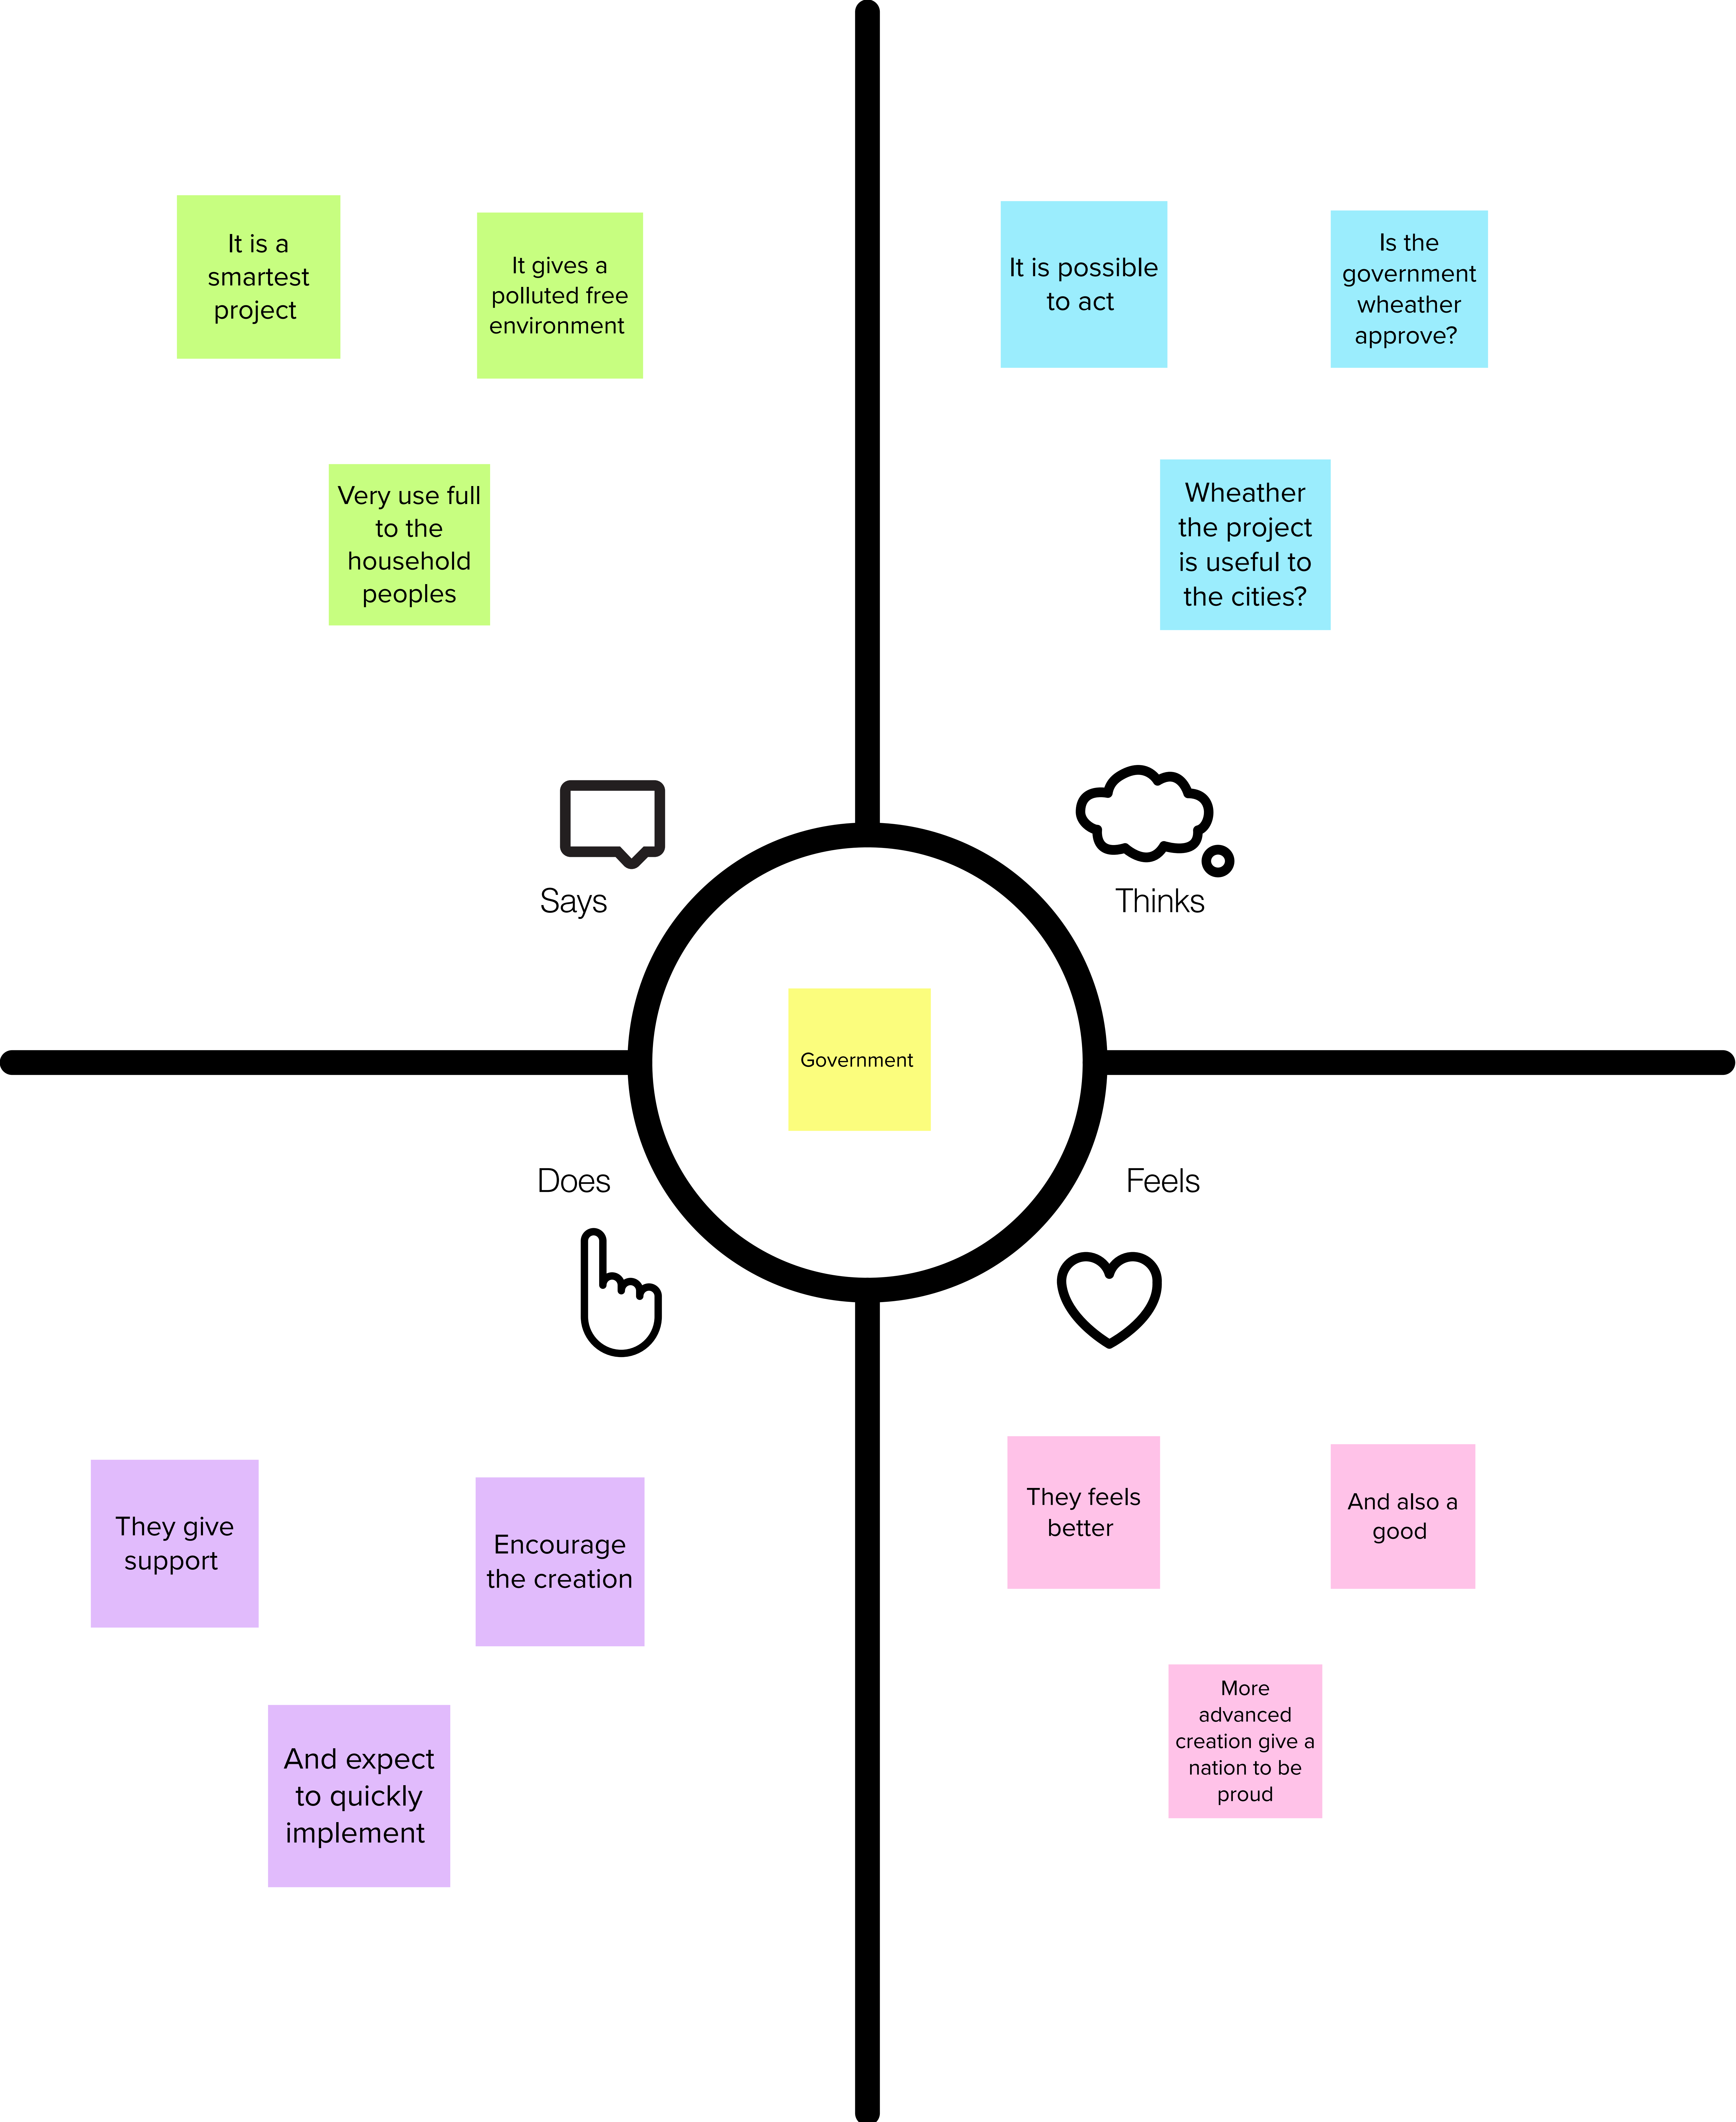 It is a
smartest
project
It gives a
polluted free
environment
Very use full
to the
household
peoples
Says
It is possible
to act
Is the
government
wheather
approve?
Wheather
the project
is useful to
the cities?
Thinks
Government
Does
They give
support
Encourage
the creation
And expect
to quickly
implement
Feels
They feels
better
And also a
good
More
advanced
creation give a
nation to be
proud